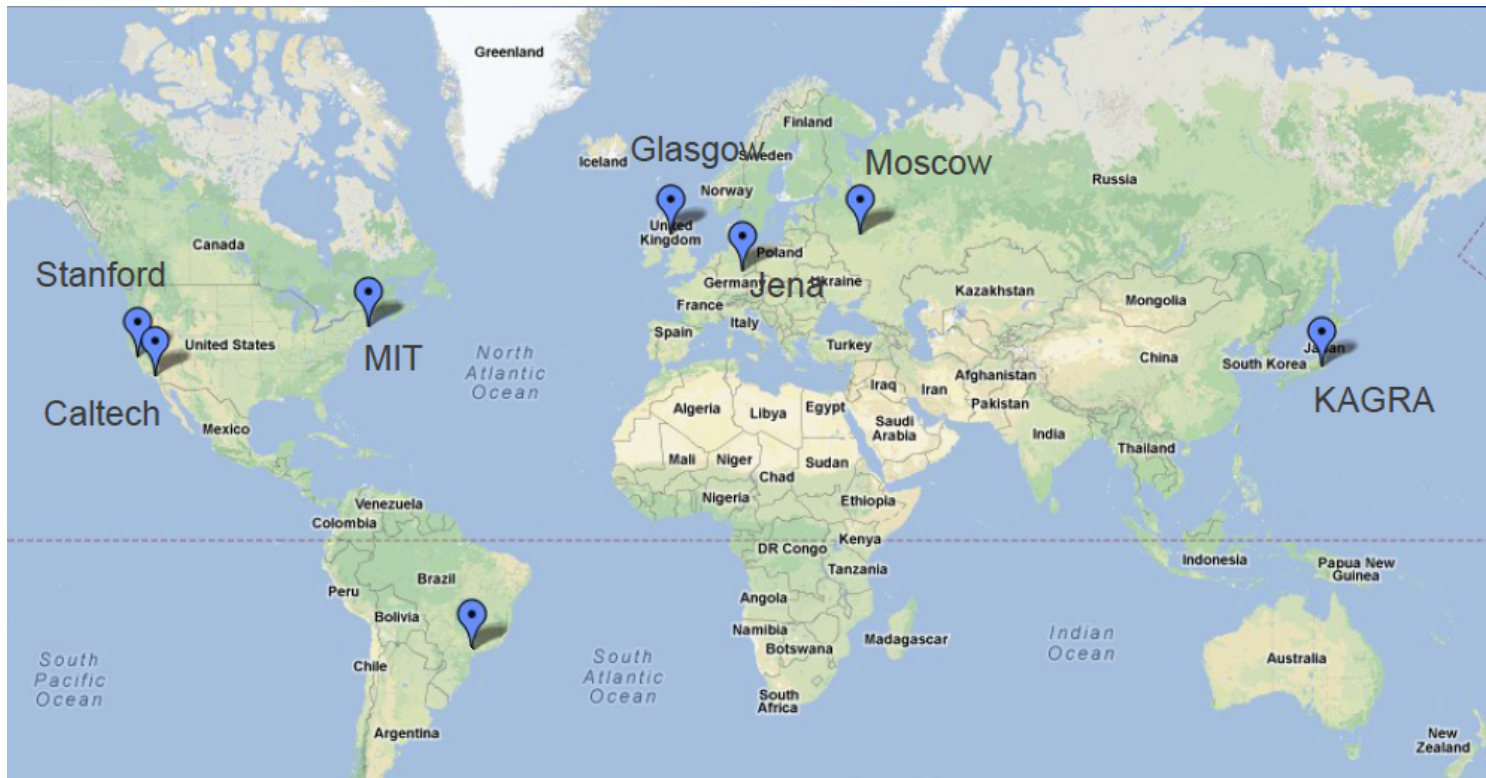 Greenland
Finland
Iceland
Glasgow
Sweden
Moscow
Norway
Russia
United
Kingdom
Canada
Poland
Stanford
Germany
Jena
Ukraine
Kazakhstan
Mongolia
France
Italy
Spain
United States
MIT
North
Atlantic
Ocean
Turkey
China
South Korea
Japan
Iraq
Iran
Afghanistan
Pakistan
KAGRA
Caltech
Mexico
Algeria
Libya
Egypt
Saudi
Arabia
India
Thailand
Mali
Niger
Chad
Sudan
Nigeria
Ethiopia
Venezuela
Colombia
DR Congo
Kenya
Tanzania
Indonesia
Papua New
Guinea
Brazil
Peru
Bolivia
Angola
Namibia
Botswana
Madagascar
Indian
Ocean
South
Pacific
Ocean
Chile
South
Atlantic
Ocean
Australia
South
Africa
Argentina
New
Zealand